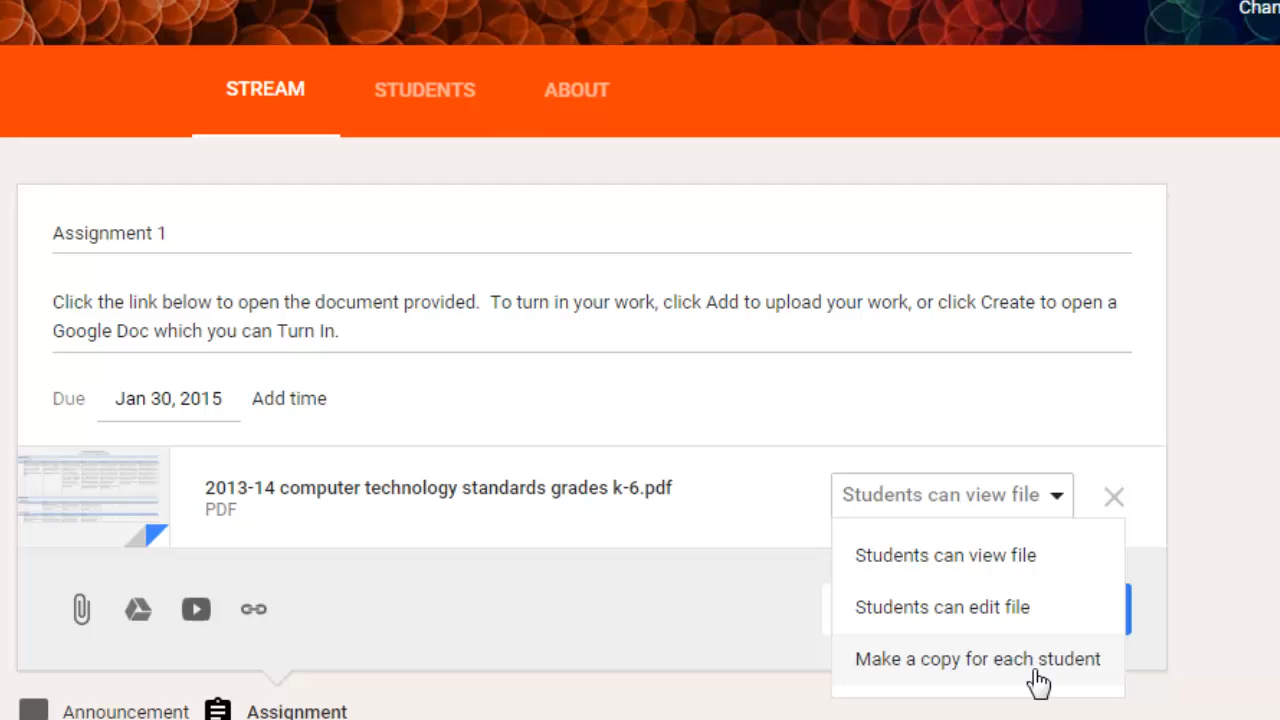 Chan
STREAM STUDENTS ABOUT
Assignment 1
Click the link below to open the document provided.  To turn in your work, click Add to upload your work, or click Create to open a
Google Doc which you can Turn In.
Due Jan 30, 2015 Add time
2013-14 computer technology standards grades k-6.pdf
PDF
Students can view file
Students can view file
Students can edit file
Make a copy for each student
Announcement Assignment